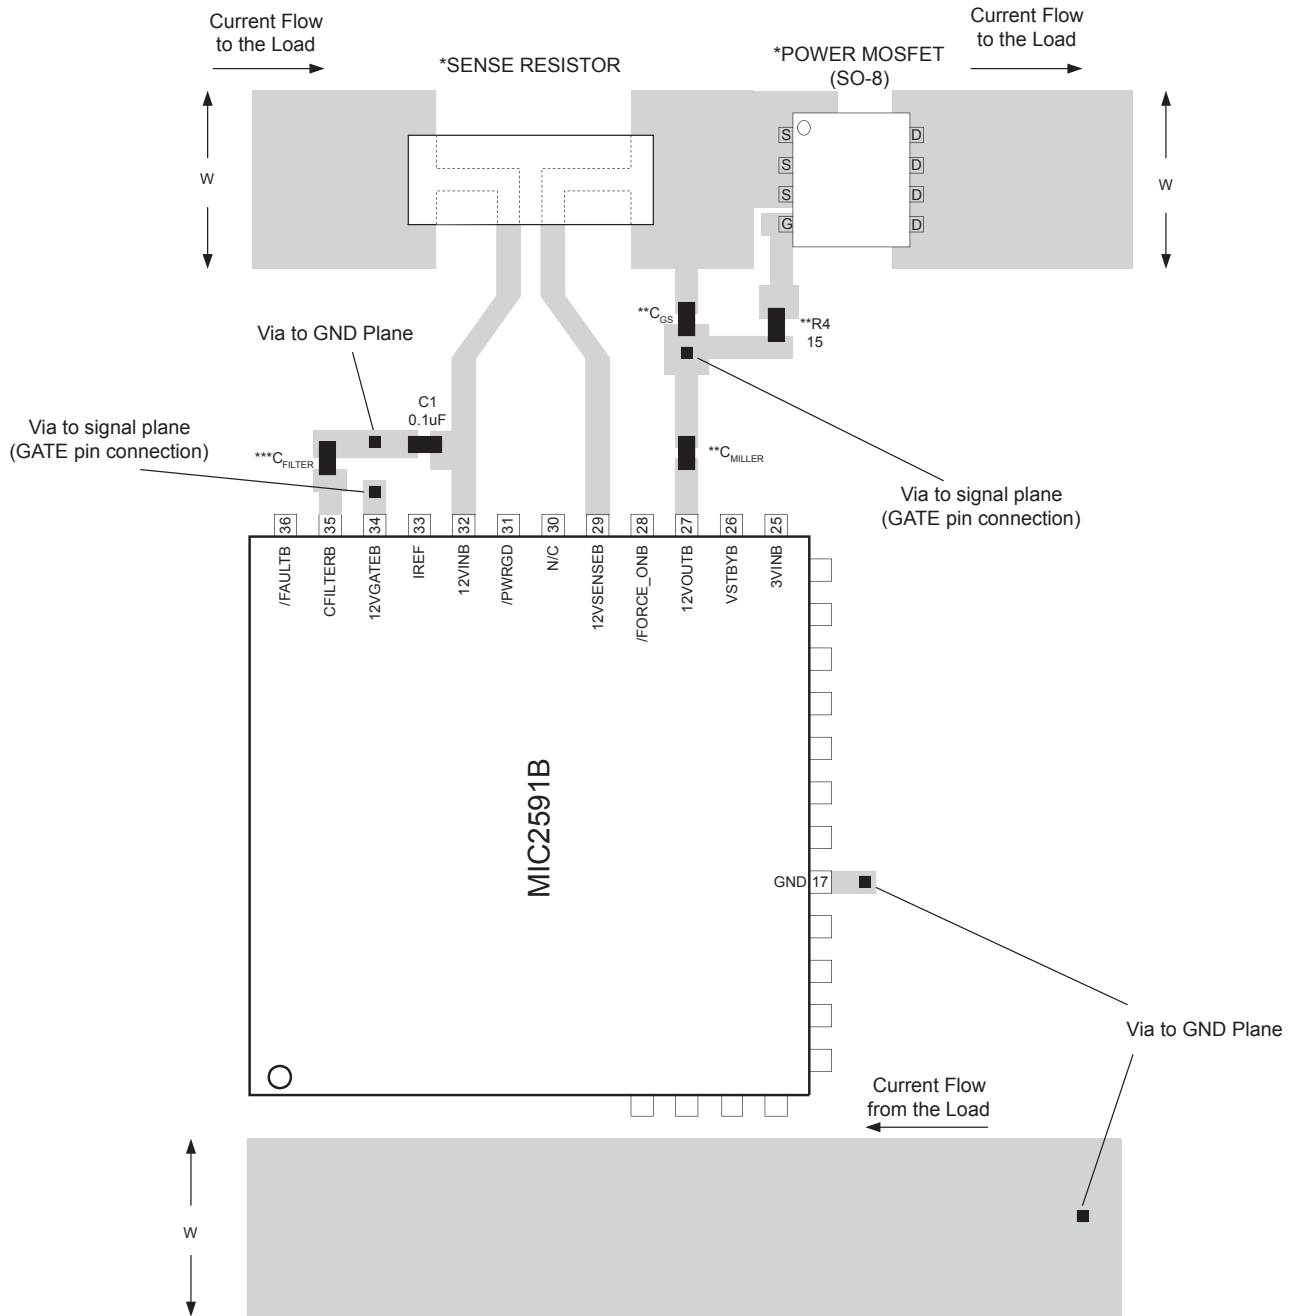 Current Flow
to the Load
Current Flow
to the Load
*SENSE RESISTOR
*POWER MOSFET
(SO-8)
W
W
S
S
S
G
D
D
D
D
**C_GS
**R4
15
Via to GND Plane
C1
0.1uF
Via to signal plane
(GATE pin connection)
***C_FILTER
**C_MILLER
Via to signal plane
(GATE pin connection)
36
35
34
33
32
31
30
29
28
27
26
25
/FAULTB
CFILTERB
12VGATEB
IREF
12VINB
/PWRGD
N/C
12VSENSEB
/FORCE_ONB
12VOUTB
VSTBYB
3VINB
MIC2591B
GND 17
Via to GND Plane
Current Flow
from the Load
W